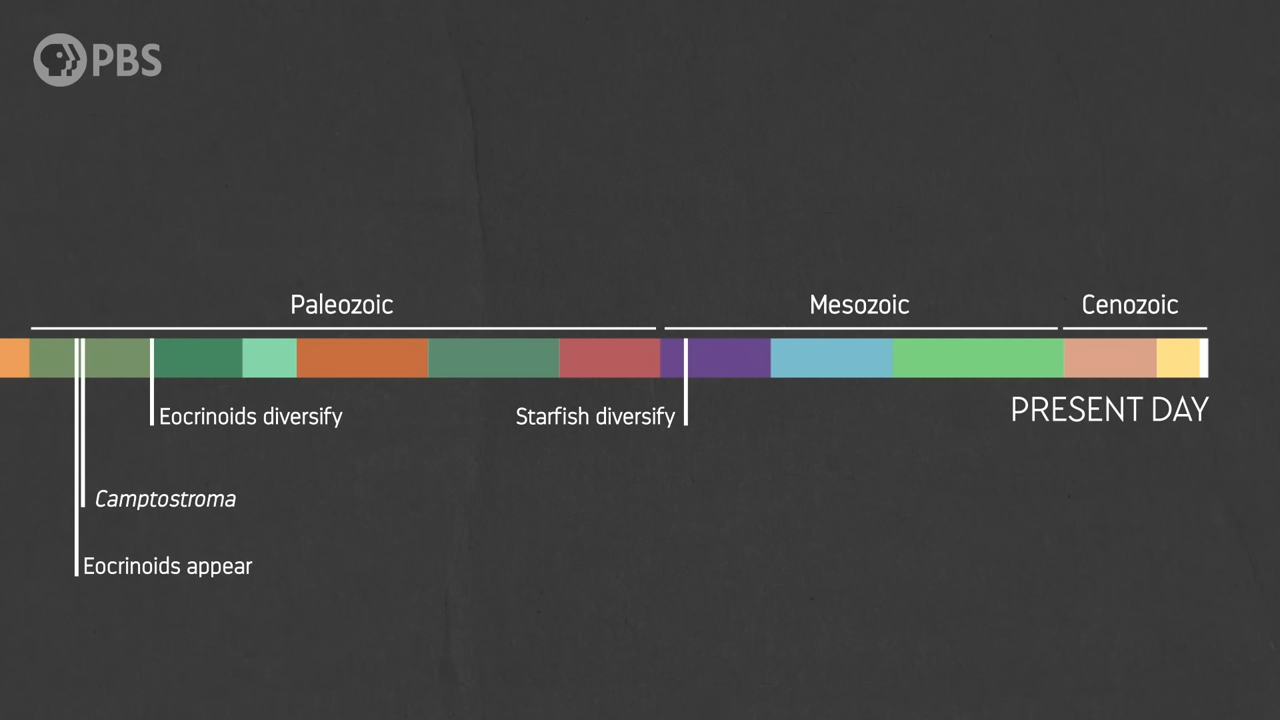 PBS
Paleozoic
Mesozoic
Cenozoic
PRESENT DAY
Eocrinoids diversify
Starfish diversify
Camptostroma
Eocrinoids appear